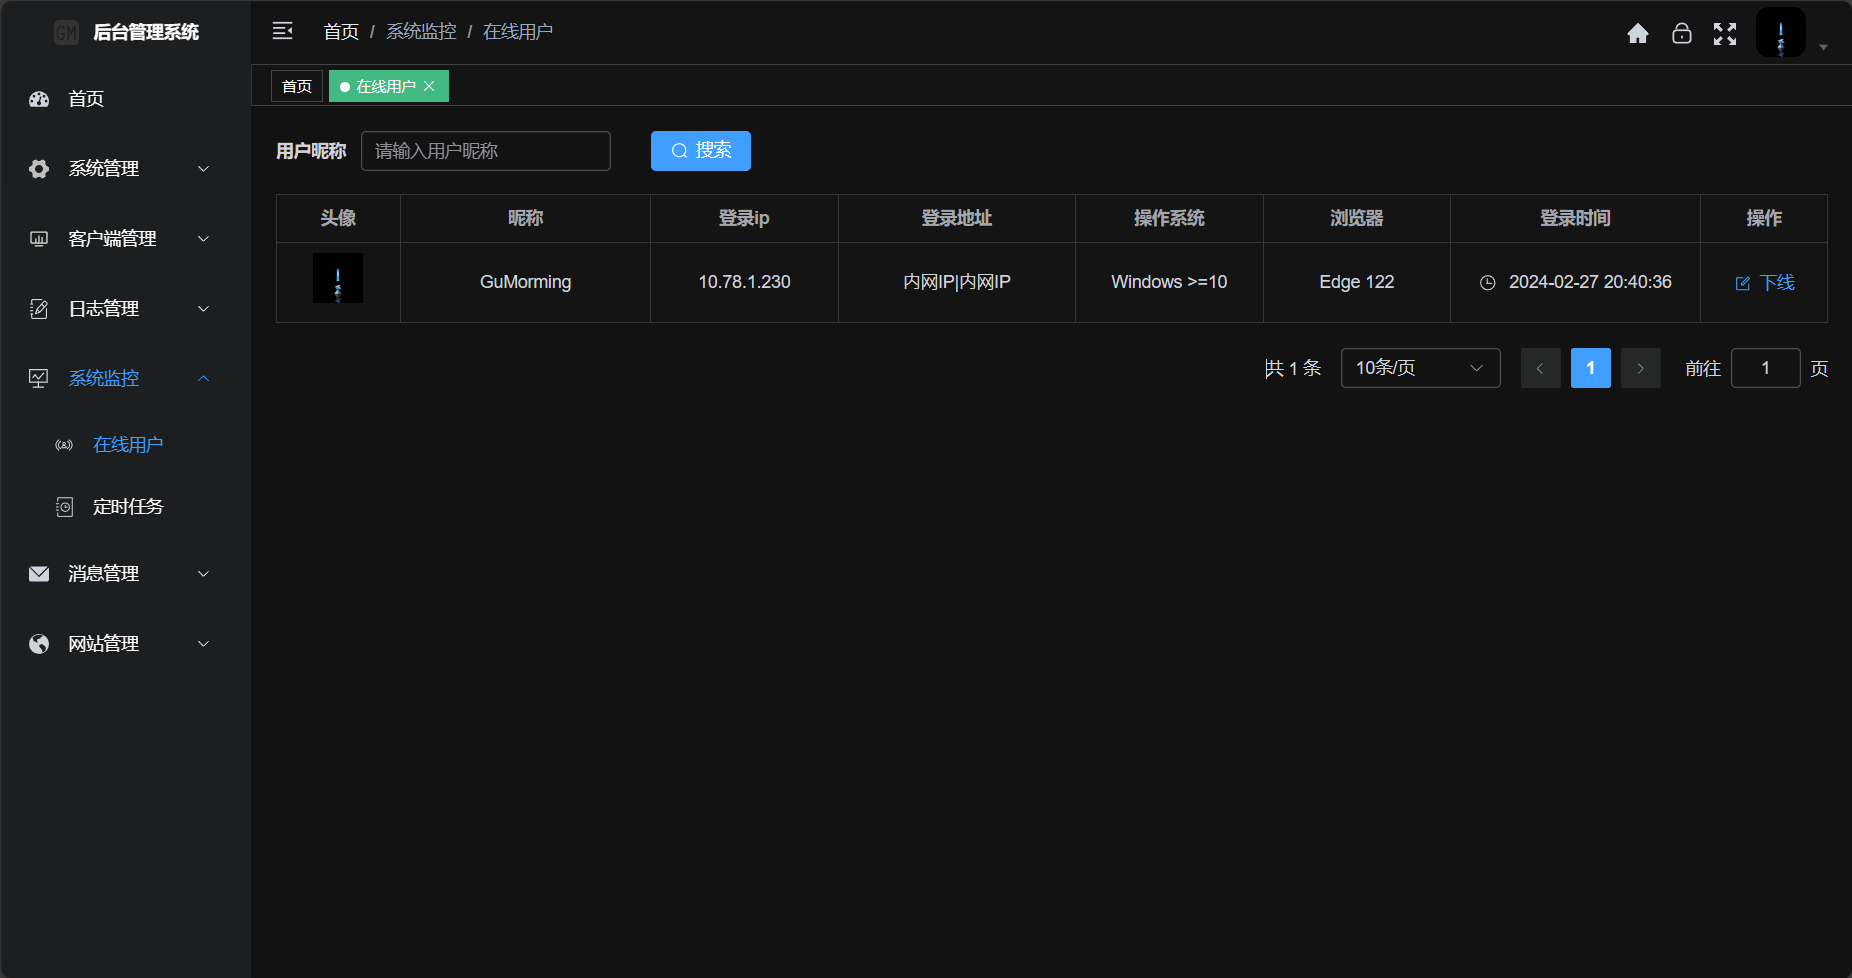 GM 后台管理系统
首页 / 系统监控 / 在线用户
首页
在线用户
首页
系统管理
客户端管理
日志管理
系统监控
在线用户
定时任务
消息管理
网站管理
用户昵称 请输入用户昵称 搜索
头像 昵称 登录ip 登录地址 操作系统 浏览器 登录时间 操作
GuMorming 10.78.1.230 内网IP|内网IP Windows >=10 Edge 122 2024-02-27 20:40:36 下线
共 1 条 10条/页 1 前往 1 页